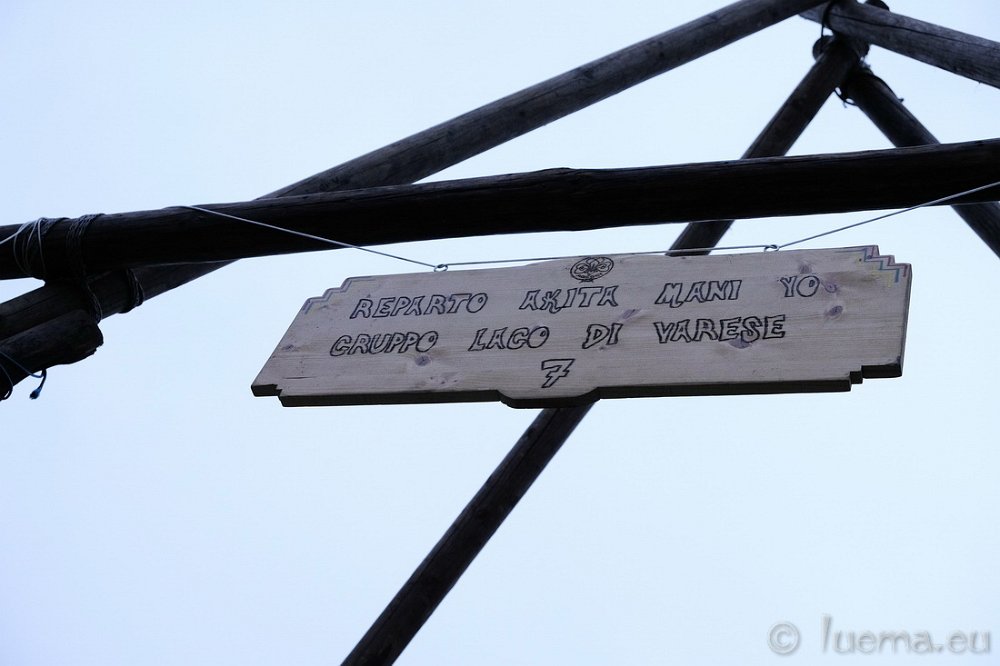 REPARTO AKITA MANI YO
GRUPPO LAGO DI VARESE
7
© luema.eu